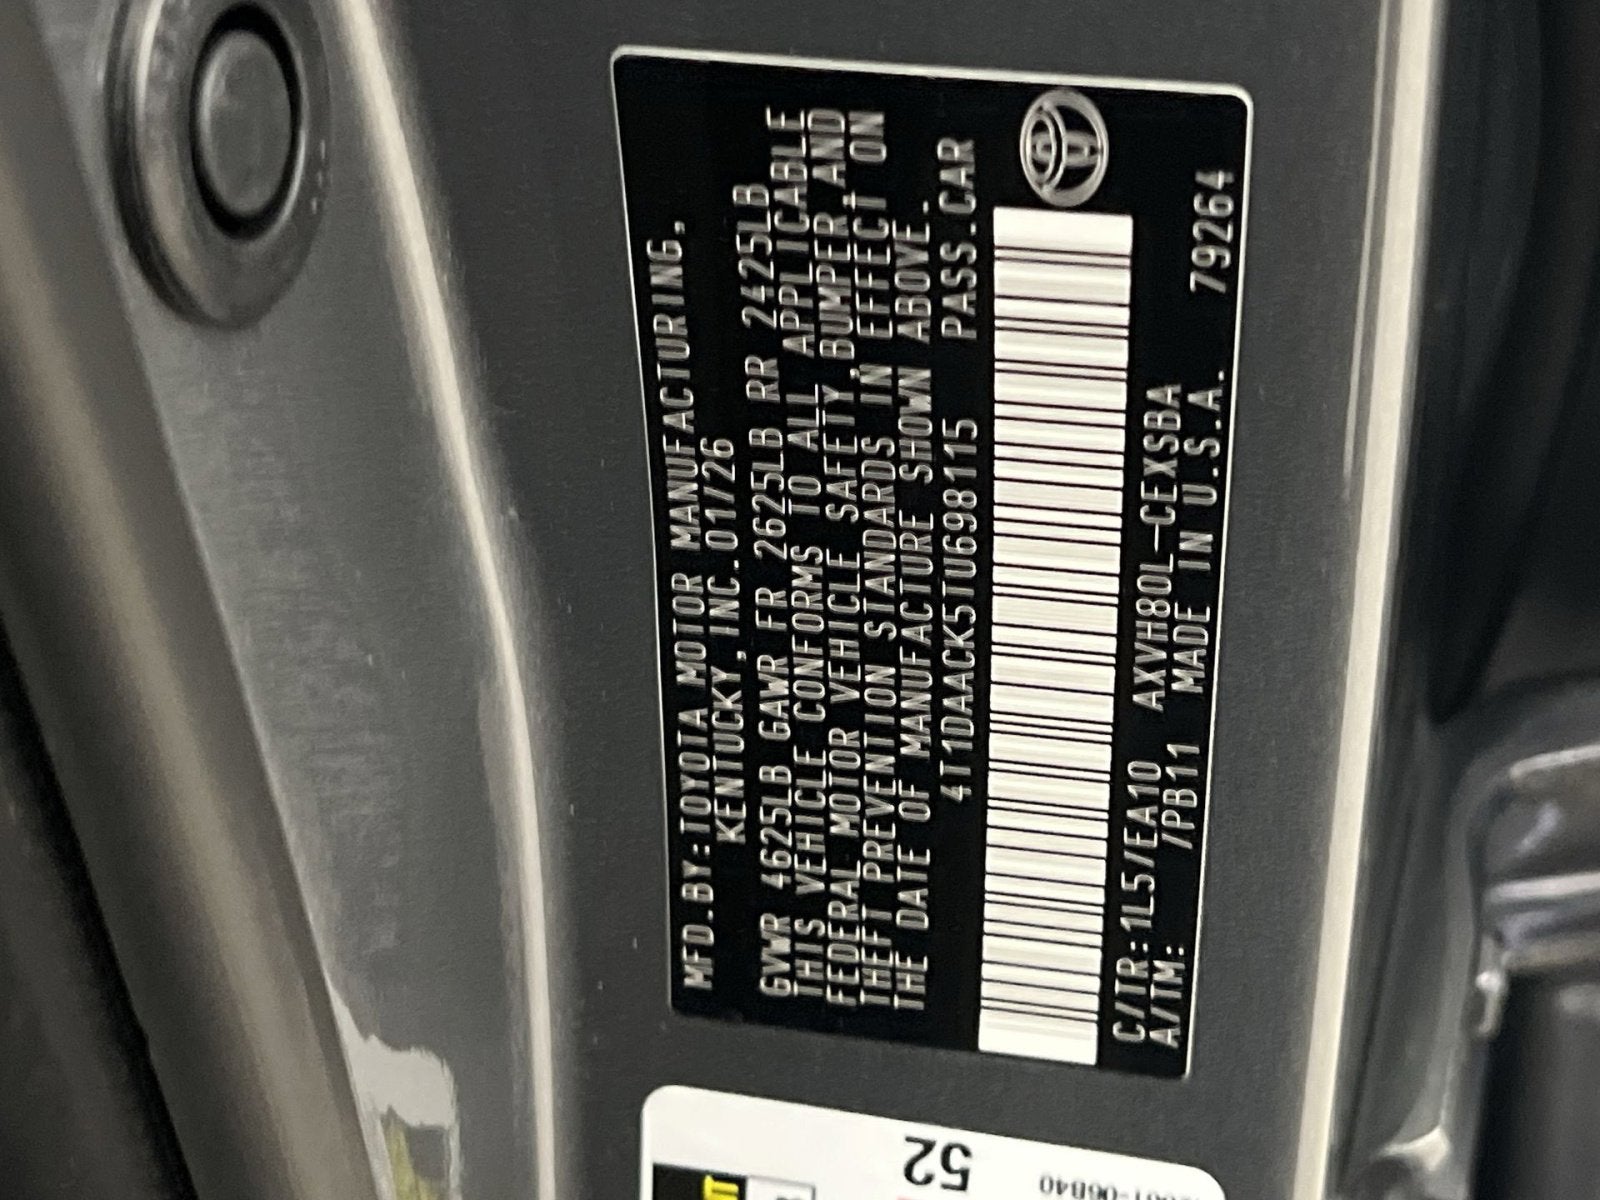 MFD.BY:TOYOTA MOTOR MANUFACTURING,
KENTUCKY,INC.01/26
GVWR 4625LB GAWR FR 2625LB RR 2425LB
THIS VEHICLE CONFORMS TO ALL APPLICABLE
FEDERAL MOTOR VEHICLE SAFETY,BUMPER,AND
THEFT PREVENTION STANDARDS IN EFFECT ON
THE DATE OF MANUFACTURE SHOWN ABOVE.
4T1DAACK5TU698115 PASS.CAR
C/TR:1L5/EA10 AXVH80L-CEXSBA
A/TM: /PB11 MADE IN U.S.A. 79264
52